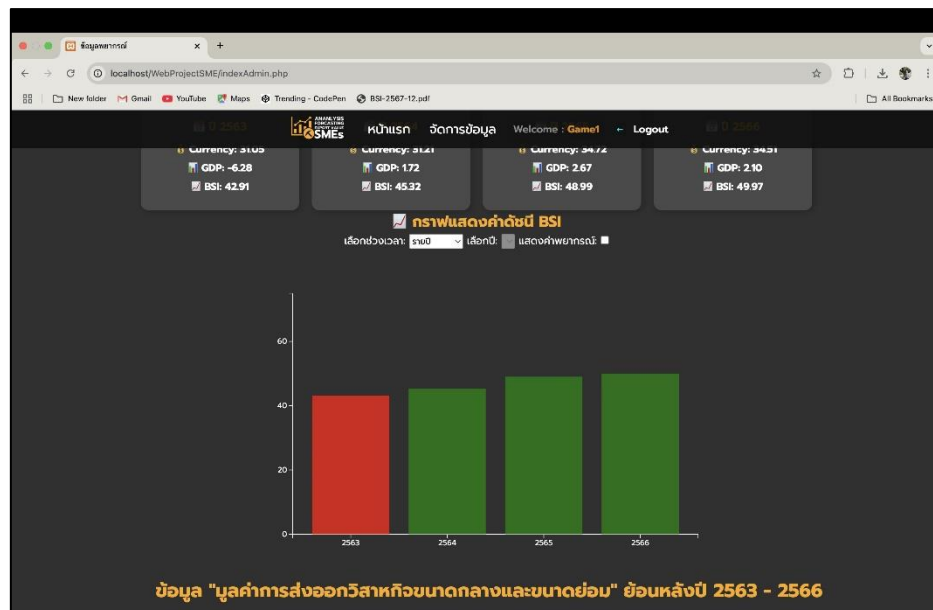 ข้อมูลพยากรณ์
localhost/WebProjectSME/indexAdmin.php
New folder Gmail YouTube Maps Trending - CodePen BSI-2567-12.pdf All Bookmarks
ANANLYSIS
FORCASTING
EXPORT VALUE
SMEs หน้าแรก จัดการข้อมูล Welcome : Game1 ← Logout
ปี 2563 ปี 2566
Currency: 31.05 Currency: 31.21 Currency: 34.72 Currency: 34.51
GDP: -6.28 GDP: 1.72 GDP: 2.67 GDP: 2.10
BSI: 42.91 BSI: 45.32 BSI: 48.99 BSI: 49.97
กราฟแสดงค่าดัชนี BSI
เลือกช่วงเวลา: รายปี เลือกปี: แสดงค่าพยากรณ์:
60
40
20
0
2563 2564 2565 2566
ข้อมูล "มูลค่าการส่งออกวิสาหกิจขนาดกลางและขนาดย่อม" ย้อนหลังปี 2563 - 2566